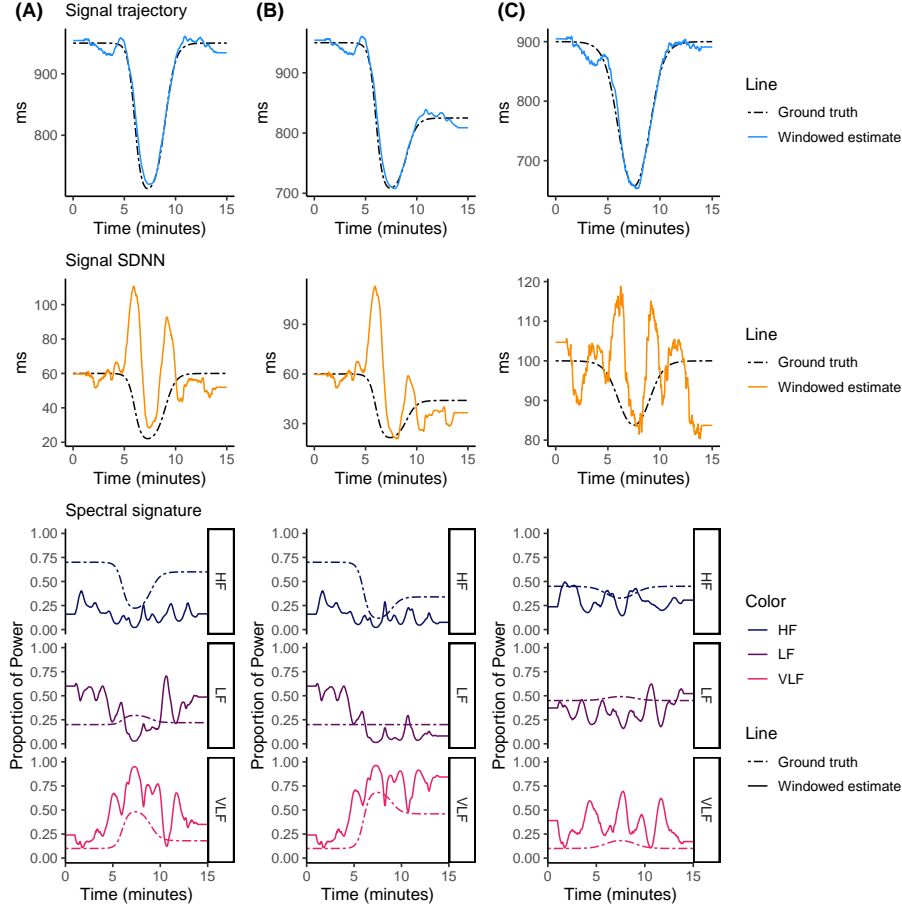 (A) (B) (C)
Signal trajectory
ms
900
800
0 5 10 15
Time (minutes)
ms
900
800
700
0 5 10 15
Time (minutes)
ms
900
800
700
0 5 10 15
Time (minutes)
Line
Ground truth
Windowed estimate
Signal SDNN
ms
100
80
60
40
20
0 5 10 15
Time (minutes)
ms
90
60
30
0 5 10 15
Time (minutes)
ms
120
110
100
90
80
0 5 10 15
Time (minutes)
Line
Ground truth
Windowed estimate
Spectral signature
Proportion of Power
1.00
0.75
0.50
0.25
0.00
HF
1.00
0.75
0.50
0.25
0.00
LF
1.00
0.75
0.50
0.25
0.00
VLF
0 5 10 15
Time (minutes)
Proportion of Power
1.00
0.75
0.50
0.25
0.00
HF
1.00
0.75
0.50
0.25
0.00
LF
1.00
0.75
0.50
0.25
0.00
VLF
0 5 10 15
Time (minutes)
Proportion of Power
1.00
0.75
0.50
0.25
0.00
HF
1.00
0.75
0.50
0.25
0.00
LF
1.00
0.75
0.50
0.25
0.00
VLF
0 5 10 15
Time (minutes)
Color
HF
LF
VLF
Line
Ground truth
Windowed estimate